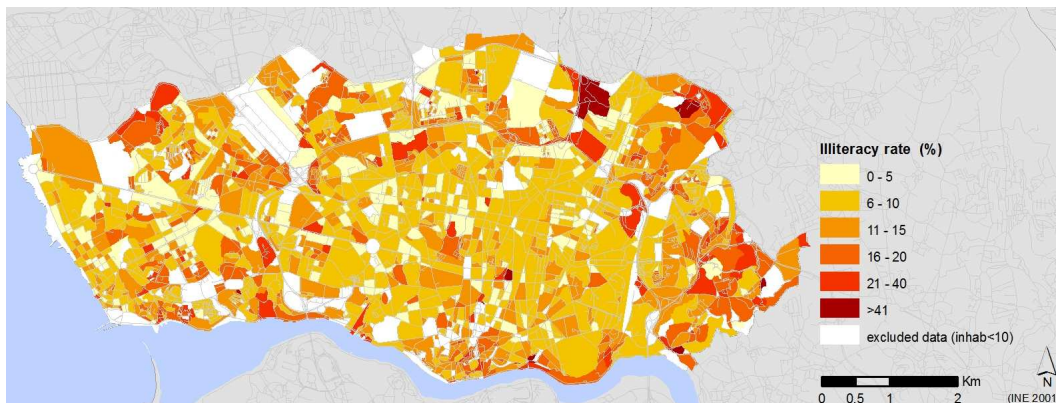 Illiteracy rate (%)
0 - 5
6 - 10
11 - 15
16 - 20
21 - 40
>41
excluded data (inhab<10)
Km
0 0.5 1 2
N
(INE 2001